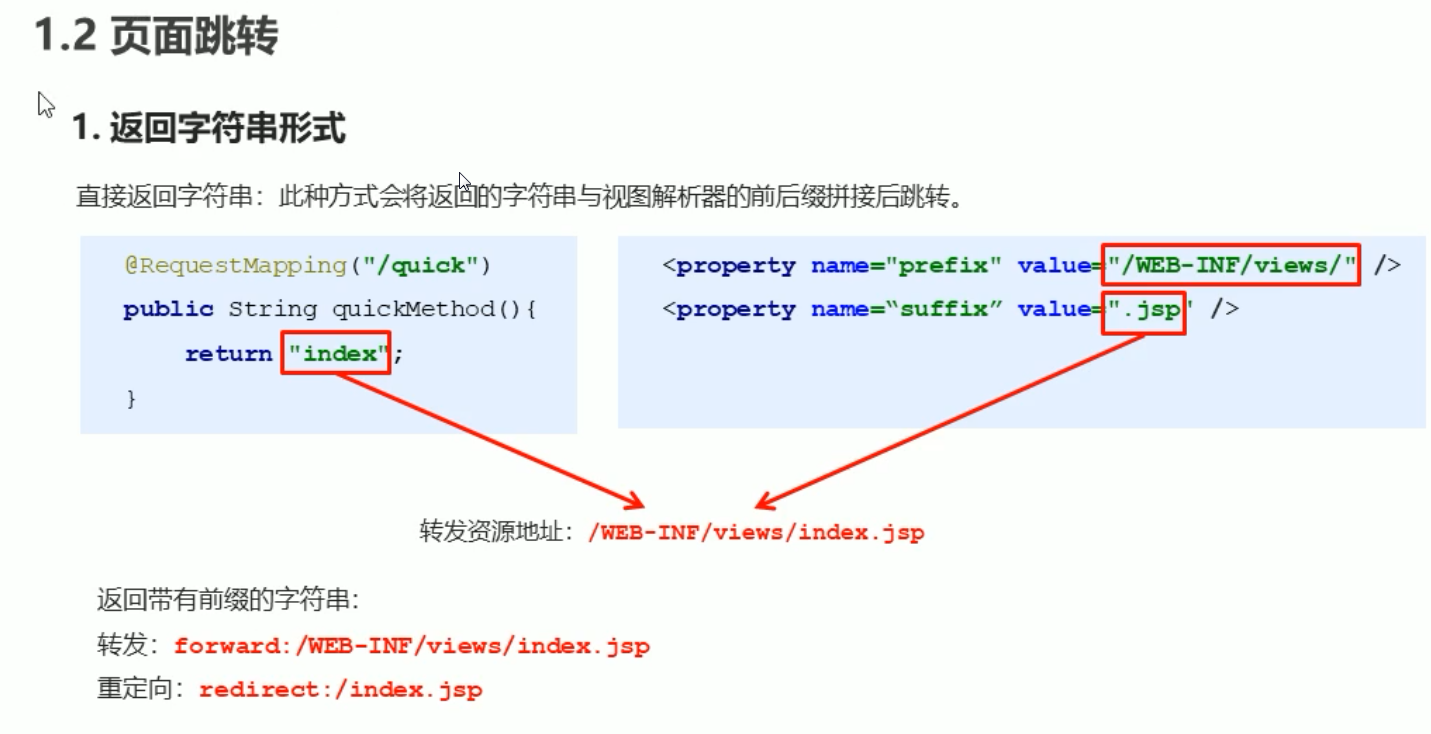 1.2 页面跳转
1. 返回字符串形式
直接返回字符串：此种方式会将返回的字符串与视图解析器的前后缀拼接后跳转。
@RequestMapping("/quick")
public String quickMethod(){
return "index";
}
<property name="prefix" value="/WEB-INF/views/" />
<property name=“suffix” value=".jsp" />
转发资源地址：/WEB-INF/views/index.jsp
返回带有前缀的字符串：
转发：forward:/WEB-INF/views/index.jsp
重定向：redirect:/index.jsp